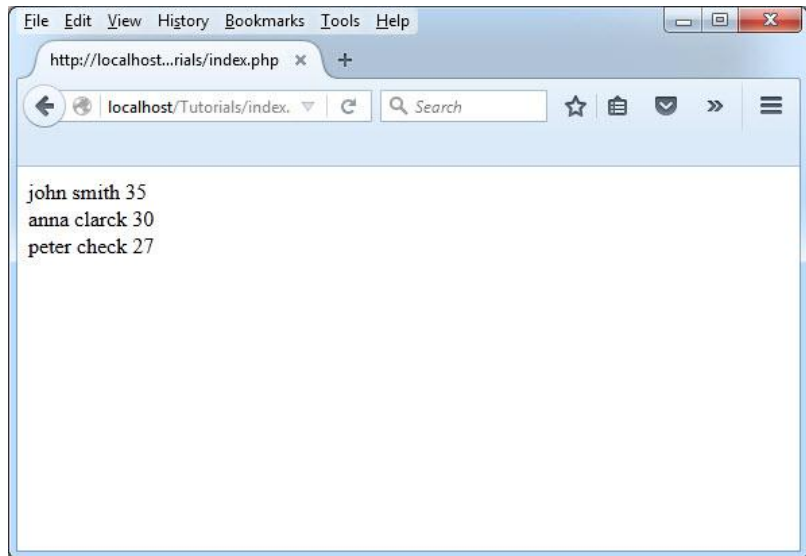 File Edit View History Bookmarks Tools Help
http://localhost...rials/index.php
localhost/Tutorials/index.
Search
john smith 35
anna clarck 30
peter check 27